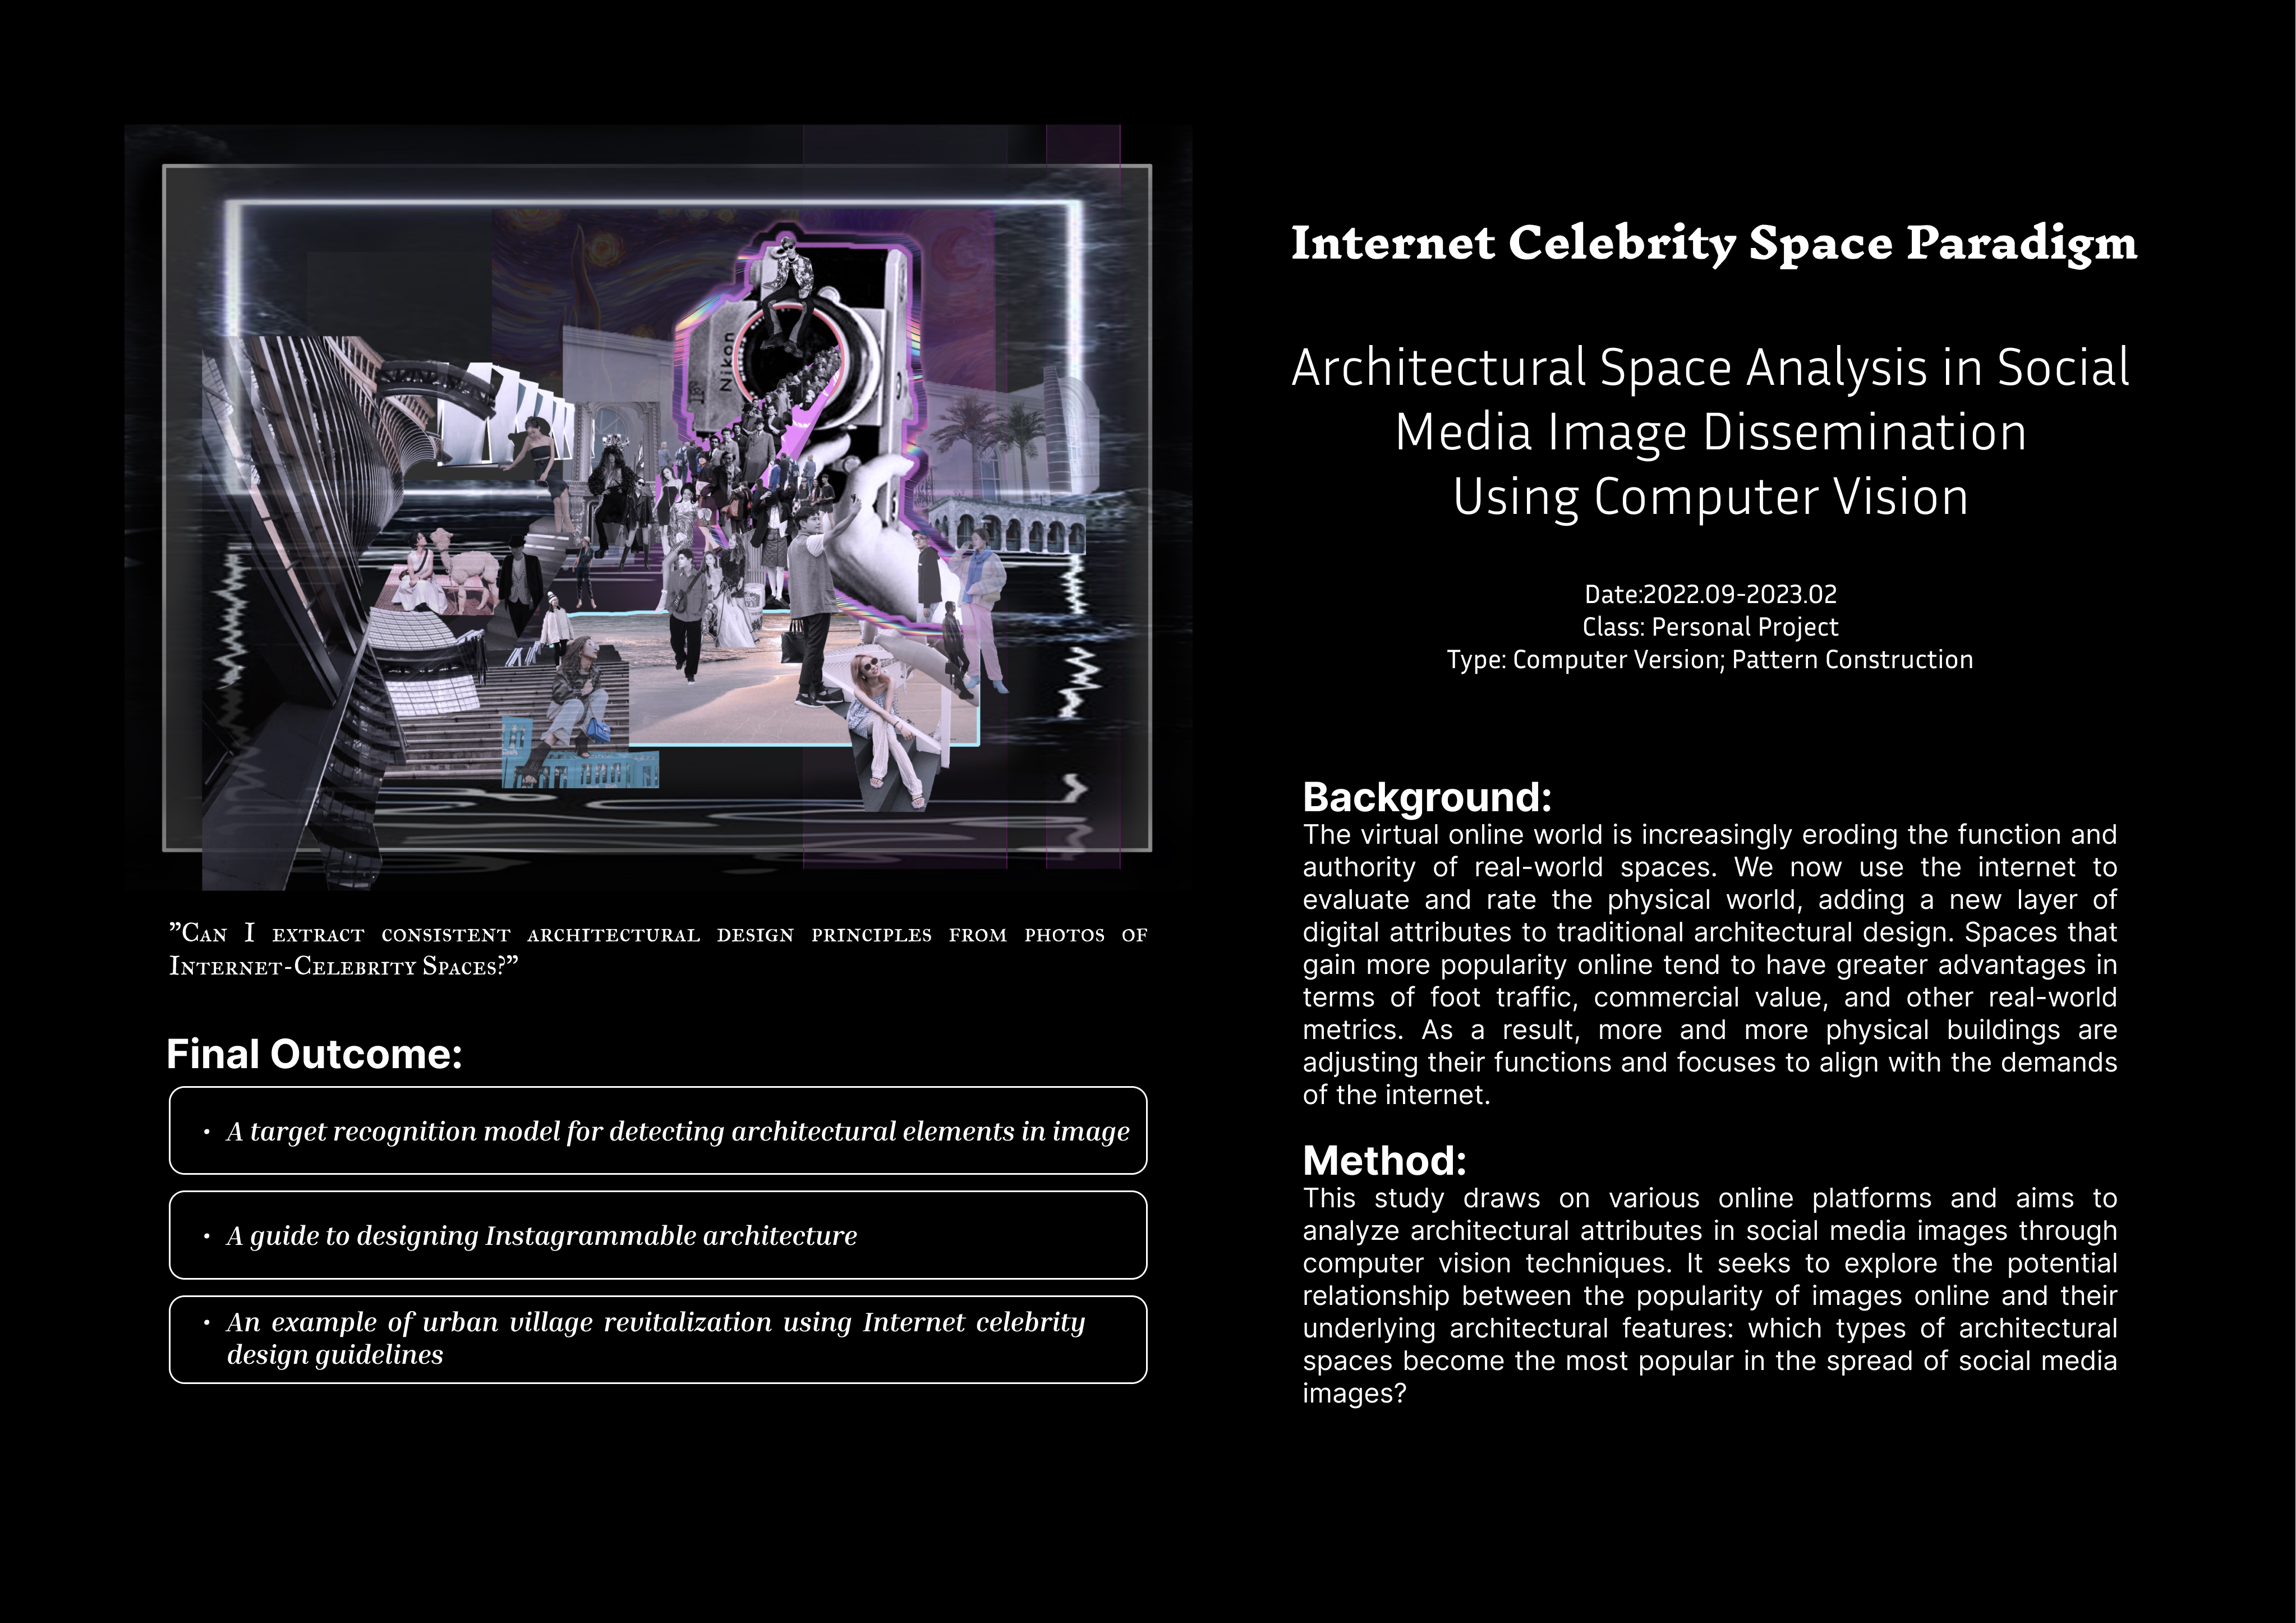 Nikon
"Can I extract consistent architectural design principles from photos of
Internet-Celebrity Spaces?"
Final Outcome:
• A target recognition model for detecting architectural elements in image
• A guide to designing Instagrammable architecture
• An example of urban village revitalization using Internet celebrity
design guidelines
Internet Celebrity Space Paradigm
Architectural Space Analysis in Social
Media Image Dissemination
Using Computer Vision
Date:2022.09-2023.02
Class: Personal Project
Type: Computer Version; Pattern Construction
Background:
The virtual online world is increasingly eroding the function and
authority of real-world spaces. We now use the internet to
evaluate and rate the physical world, adding a new layer of
digital attributes to traditional architectural design. Spaces that
gain more popularity online tend to have greater advantages in
terms of foot traffic, commercial value, and other real-world
metrics. As a result, more and more physical buildings are
adjusting their functions and focuses to align with the demands
of the internet.
Method:
This study draws on various online platforms and aims to
analyze architectural attributes in social media images through
computer vision techniques. It seeks to explore the potential
relationship between the popularity of images online and their
underlying architectural features: which types of architectural
spaces become the most popular in the spread of social media
images?